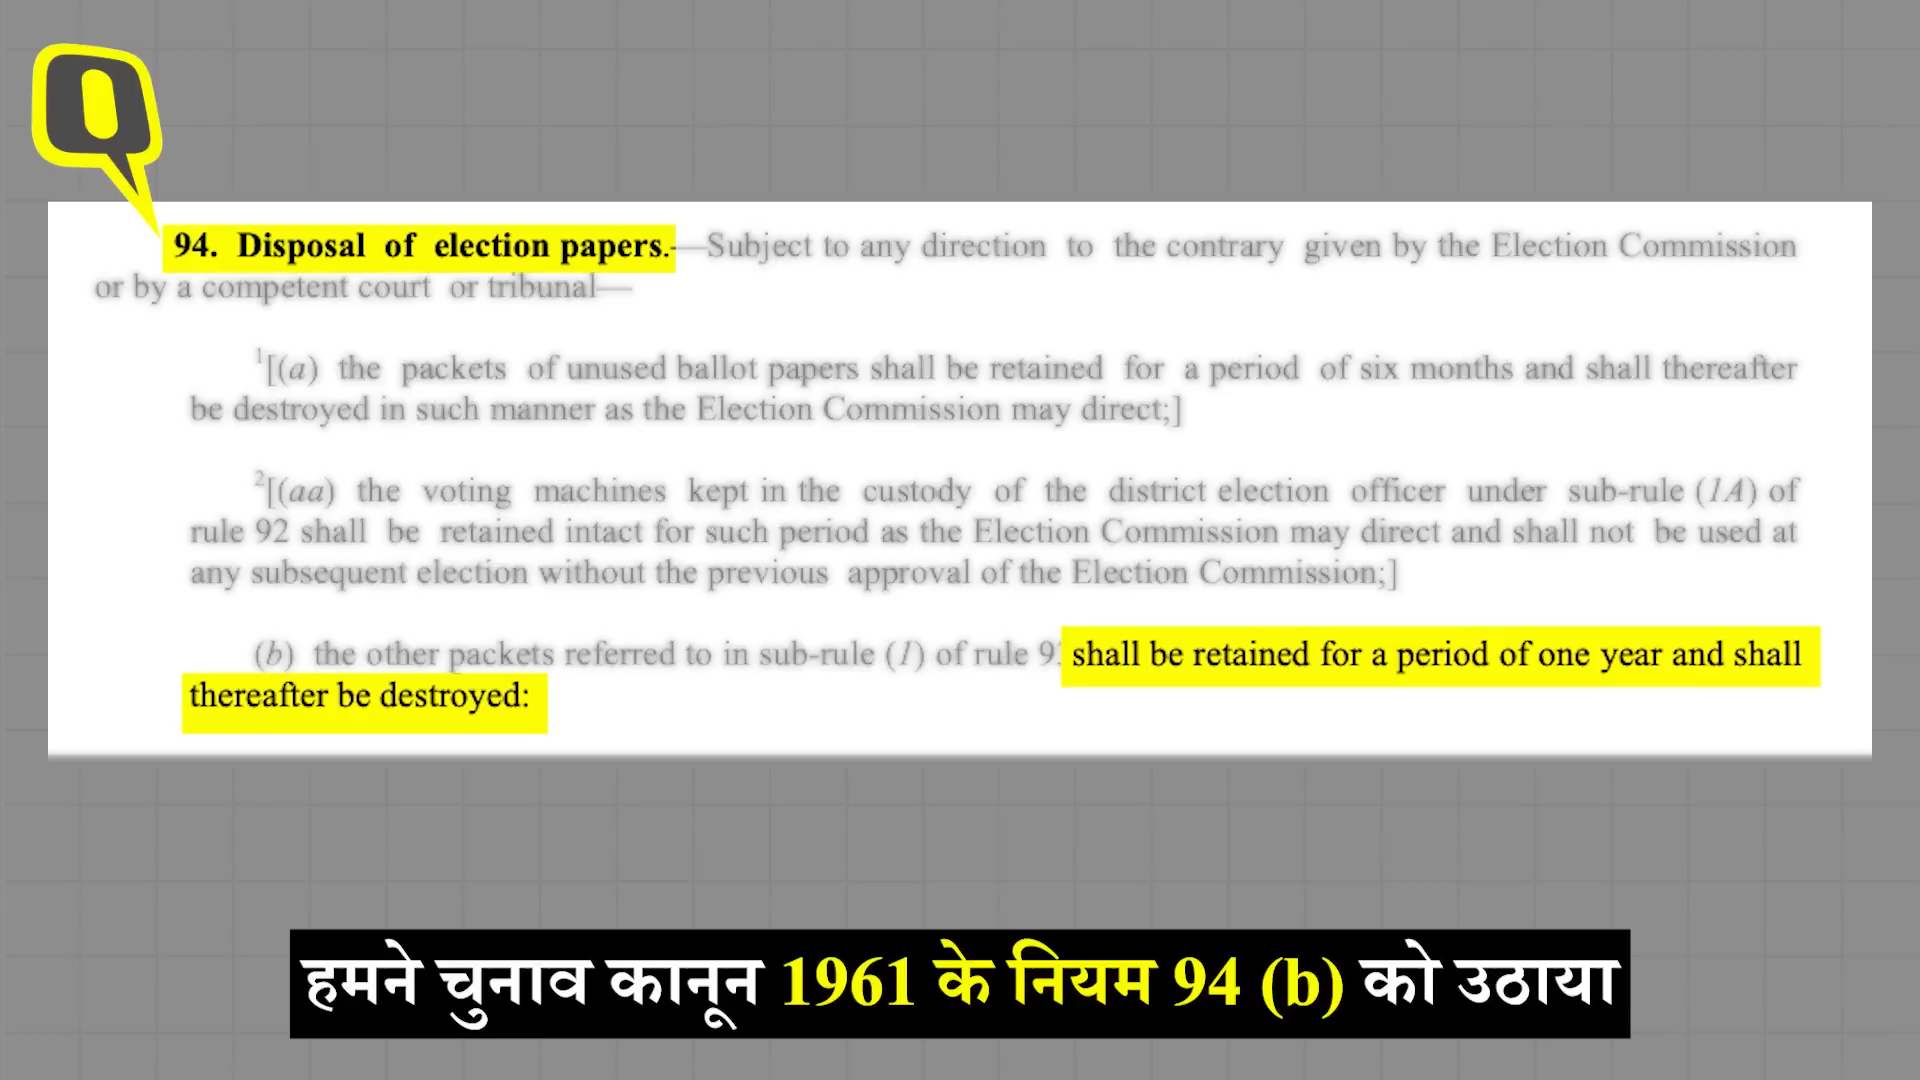 94. Disposal of election papers.—Subject to any direction to the contrary given by the Election Commission
or by a competent court or tribunal—
1[(a) the packets of unused ballot papers shall be retained for a period of six months and shall thereafter
be destroyed in such manner as the Election Commission may direct;]
2[(aa) the voting machines kept in the custody of the district election officer under sub-rule (1A) of
rule 92 shall be retained intact for such period as the Election Commission may direct and shall not be used at
any subsequent election without the previous approval of the Election Commission;]
(b) the other packets referred to in sub-rule (1) of rule shall be retained for a period of one year and shall
thereafter be destroyed:
हमने चुनाव कानून 1961 के नियम 94 (b) को उठाया